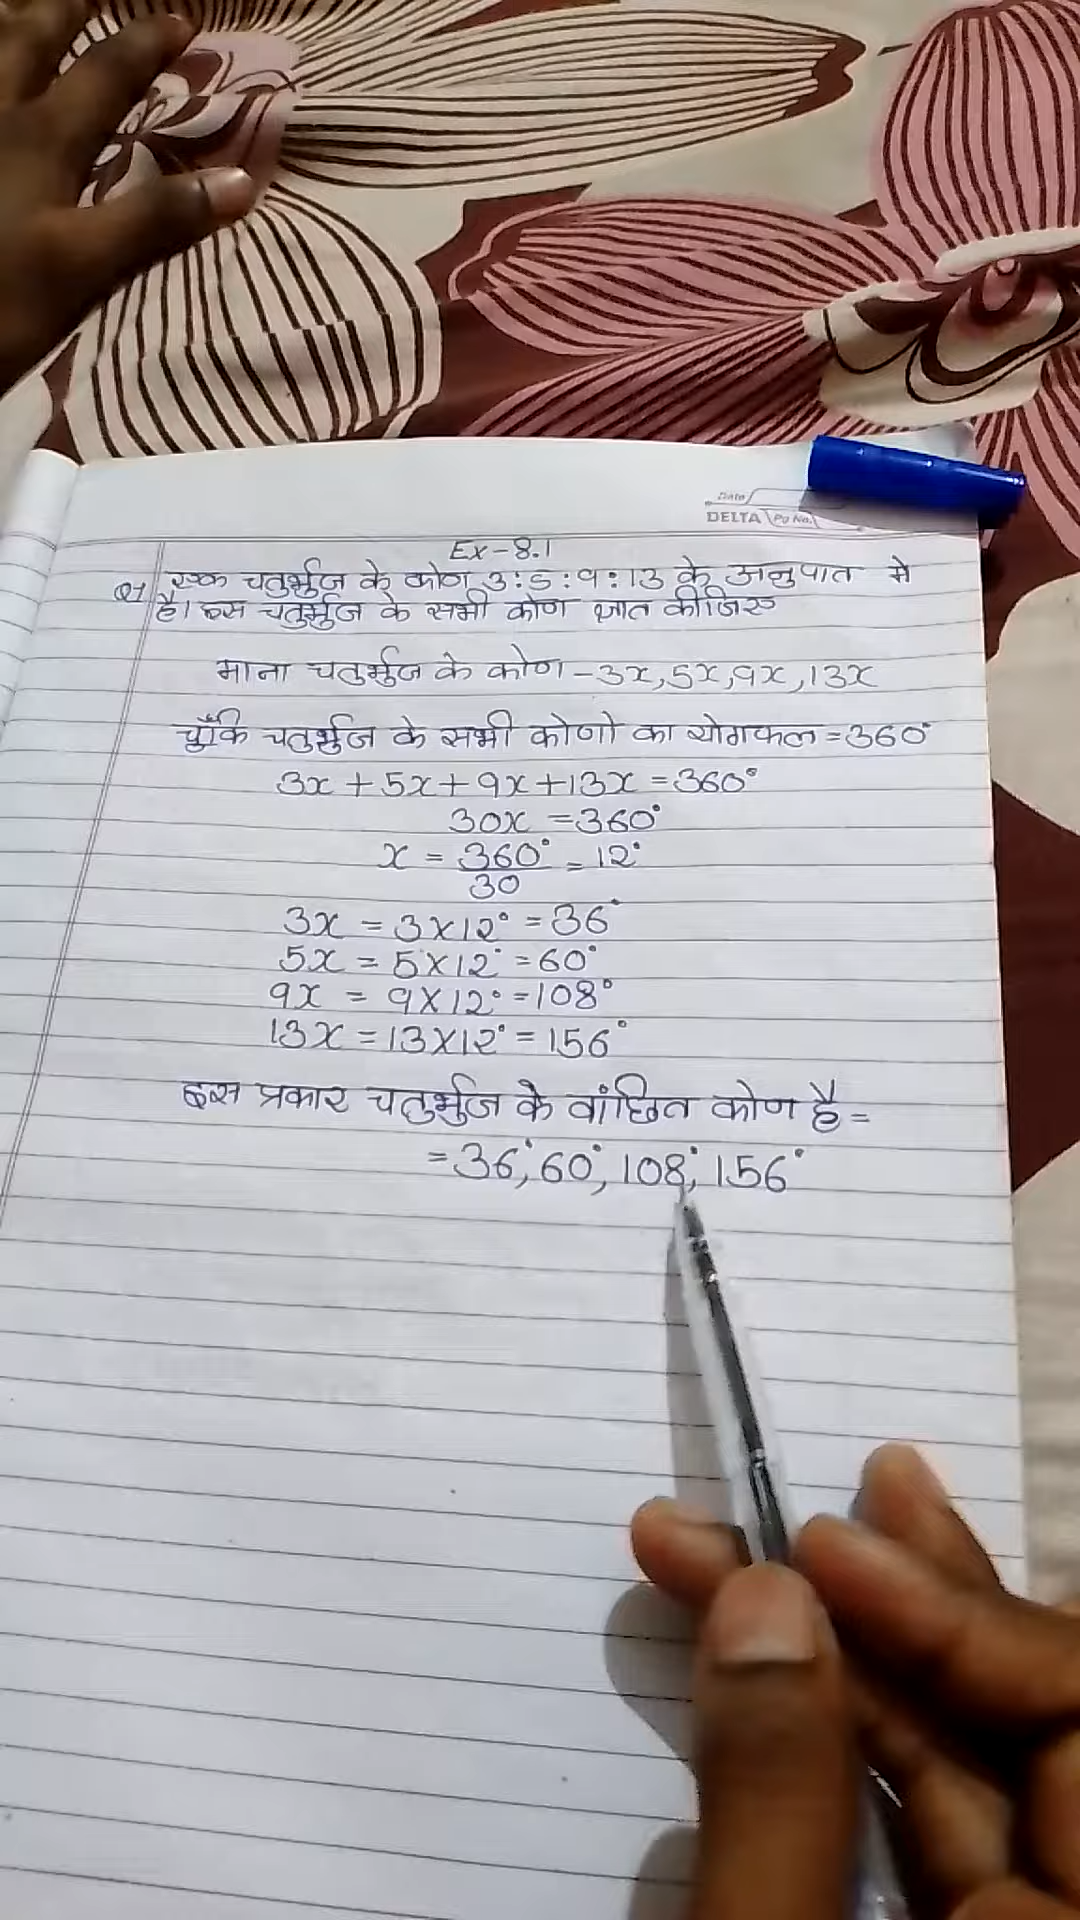 Date
DELTA Pg No.
Ex-8.1
Q1 एक चतुर्भुज के कोण 3:5:9:13 के अनुपात मे
है। इस चतुर्भुज के सभी कोण ज्ञात कीजिए
माना चतुर्भुज के कोण - 3x, 5x, 9x, 13x
चुँकि चतुर्भुज के सभी कोणो का योगफल = 360°
3x + 5x + 9x + 13x = 360°
30x = 360°
x = 360° = 12°
30
3x = 3×12° = 36°
5x = 5×12° = 60°
9x = 9×12° = 108°
13x = 13×12° = 156°
इस प्रकार चतुर्भुज के वांछित कोण है =
= 36°, 60°, 108°, 156°